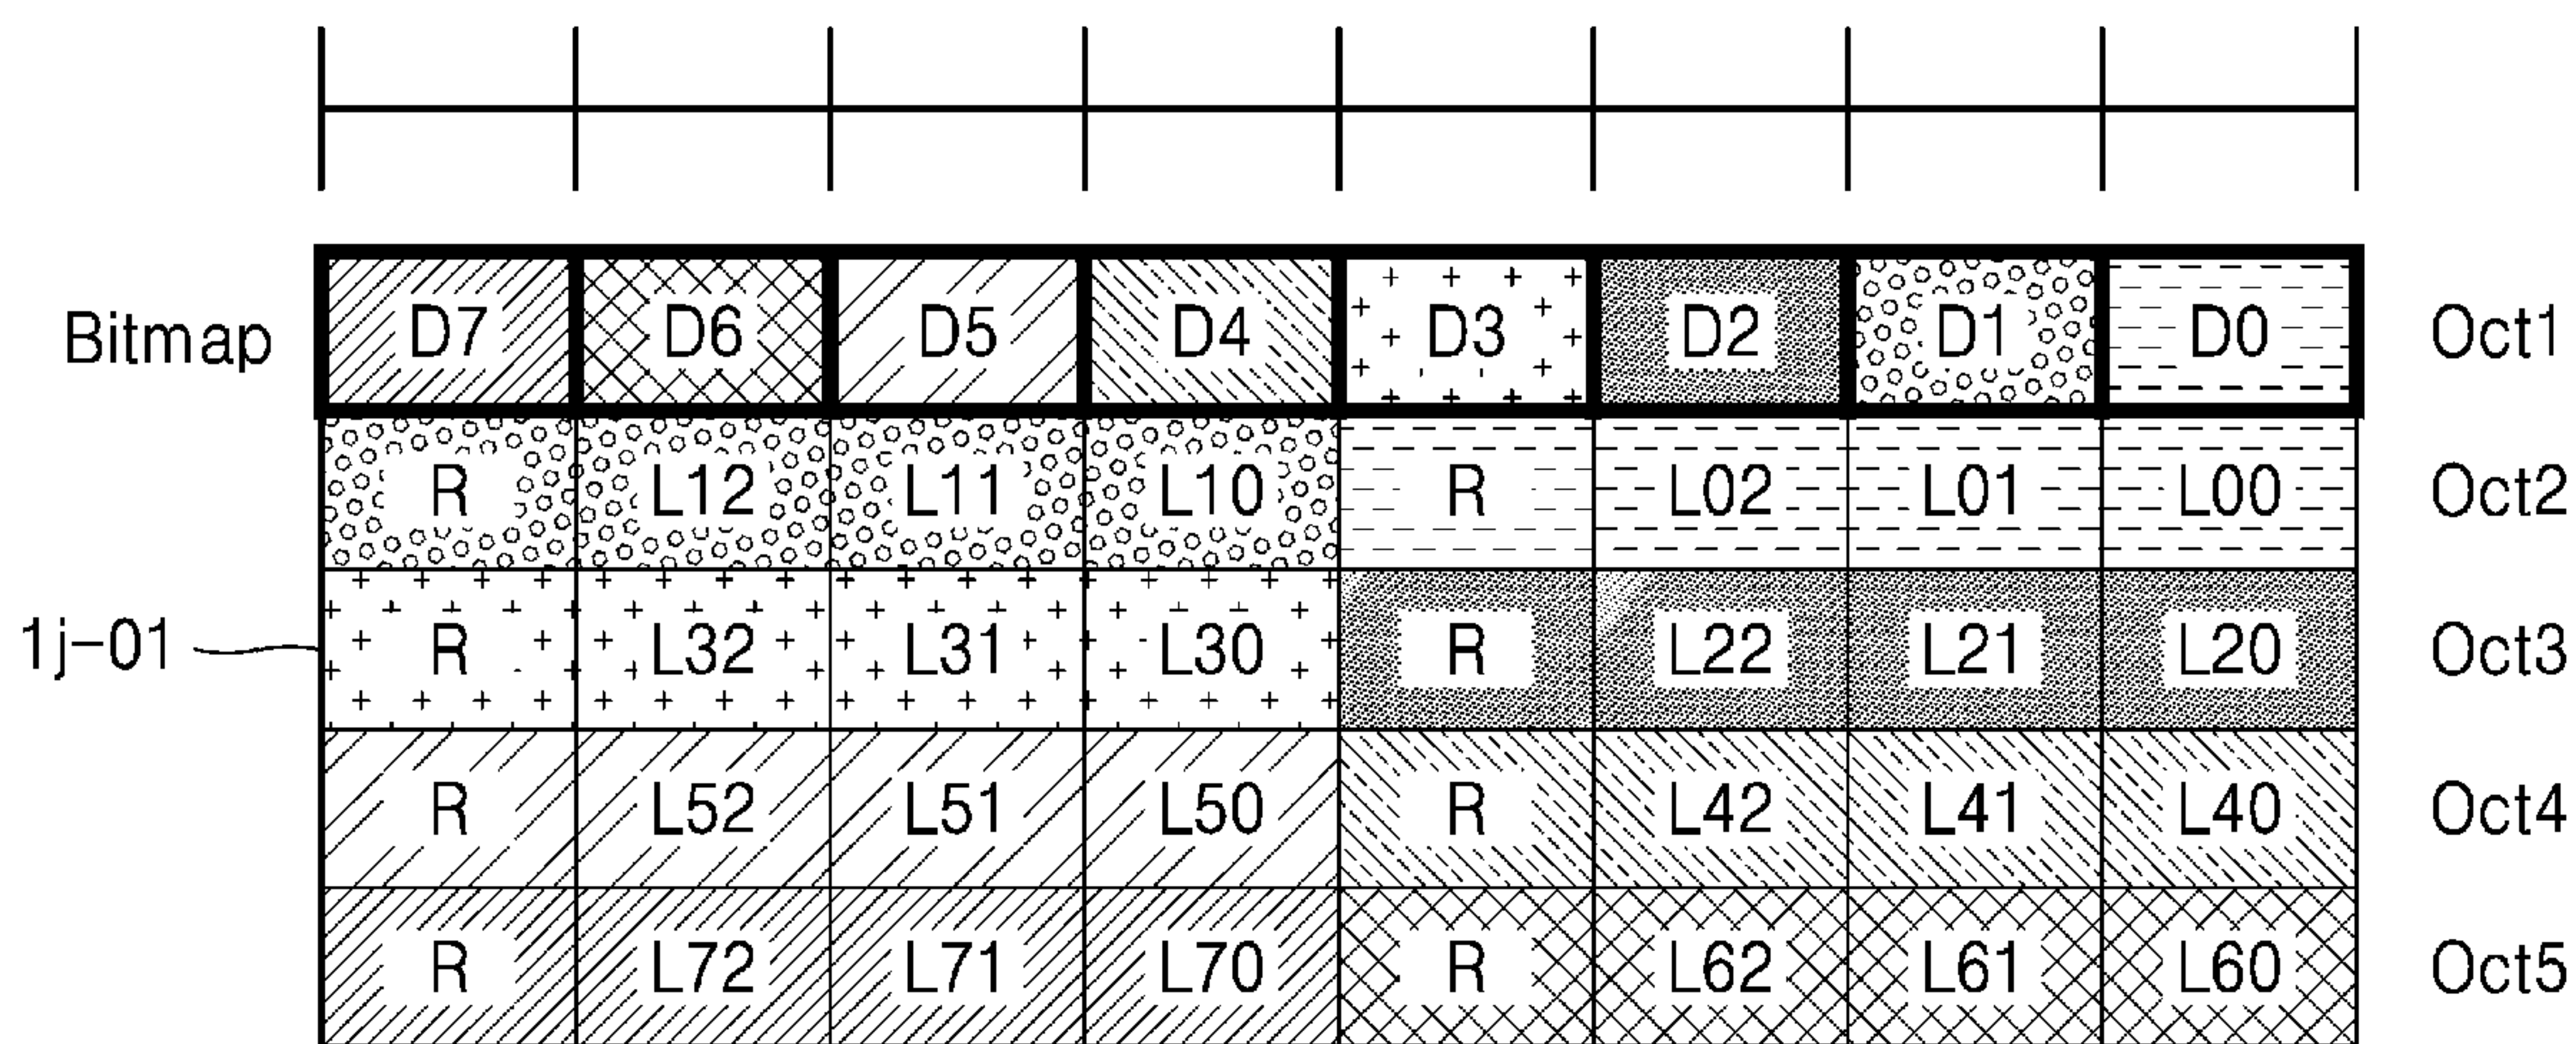 Bitmap D7 D6 D5 D4 D3 D2 D1 D0 Oct1
R L12 L11 L10 R L02 L01 L00 Oct2
1j-01 R L32 L31 L30 R L22 L21 L20 Oct3
R L52 L51 L50 R L42 L41 L40 Oct4
R L72 L71 L70 R L62 L61 L60 Oct5